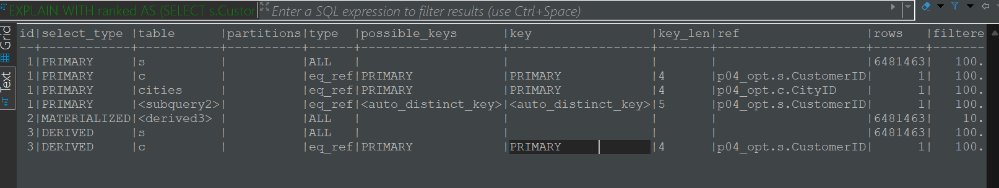 EXPLAIN WITH ranked AS (SELECT s.Custor Enter a SQL expression to filter results (use Ctrl+Space)
Grid
Text
id|select_type |table |partitions|type |possible_keys |key |key_len|ref |rows |filtere
--+------------+-----------+----------+------+-------------------+-------------------+-------+--------------------+-------+-------
1|PRIMARY |s | |ALL | | | | |6481463| 100.
1|PRIMARY |c | |eq_ref|PRIMARY |PRIMARY |4 |p04_opt.s.CustomerID| 1| 100.
1|PRIMARY |cities | |eq_ref|PRIMARY |PRIMARY |4 |p04_opt.c.CityID | 1| 100.
1|PRIMARY |<subquery2>| |eq_ref|<auto_distinct_key>|<auto_distinct_key>|5 |p04_opt.s.CustomerID| 1| 100.
2|MATERIALIZED|<derived3> | |ALL | | | | |6481463| 10.
3|DERIVED |s | |ALL | | | | |6481463| 100.
3|DERIVED |c | |eq_ref|PRIMARY |PRIMARY |4 |p04_opt.s.CustomerID| 1| 100.